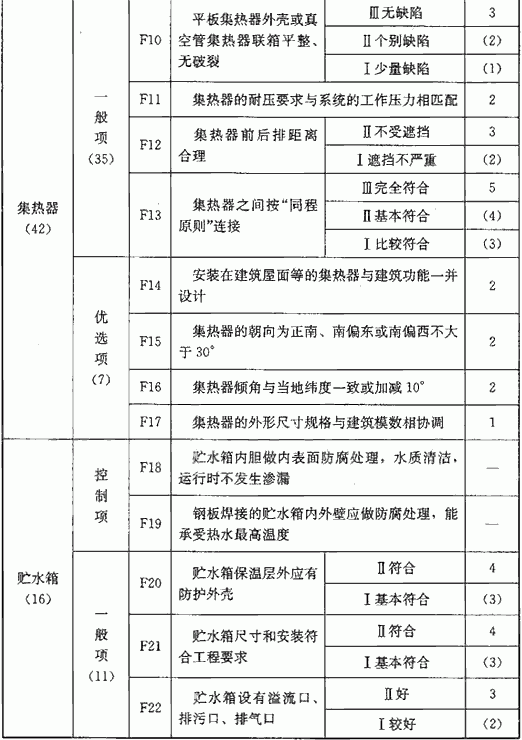 集热器
(42)
一般项
(35)
F10
平板集热器外壳或真
空管集热器联箱平整、
无破裂
Ⅲ无缺陷
3
Ⅱ个别缺陷
(2)
Ⅰ少量缺陷
(1)
F11
集热器的耐压要求与系统的工作压力相匹配
2
F12
集热器前后排距离
合理
Ⅱ不受遮挡
3
Ⅰ遮挡不严重
(2)
F13
集热器之间按“同程
原则”连接
Ⅲ完全符合
5
Ⅱ基本符合
(4)
Ⅰ比较符合
(3)
优选项
(7)
F14
安装在建筑屋面等的集热器与建筑功能一并
设计
2
F15
集热器的朝向为正南、南偏东或南偏西不大
于30°
2
F16
集热器倾角与当地纬度一致或加减10°
2
F17
集热器的外形尺寸规格与建筑模数相协调
1
贮水箱
(16)
控制项
F18
贮水箱内胆做内表面防腐处理，水质清洁，
运行时不发生渗漏
—
F19
钢板焊接的贮水箱内外壁应做防腐处理，能
承受热水最高温度
—
一般项
(11)
F20
贮水箱保温层外应有
防护外壳
Ⅱ符合
4
Ⅰ基本符合
(3)
F21
贮水箱尺寸和安装符
合工程要求
Ⅱ符合
4
Ⅰ基本符合
(3)
F22
贮水箱设有溢流口、
排污口、排气口
Ⅱ好
3
Ⅰ较好
(2)